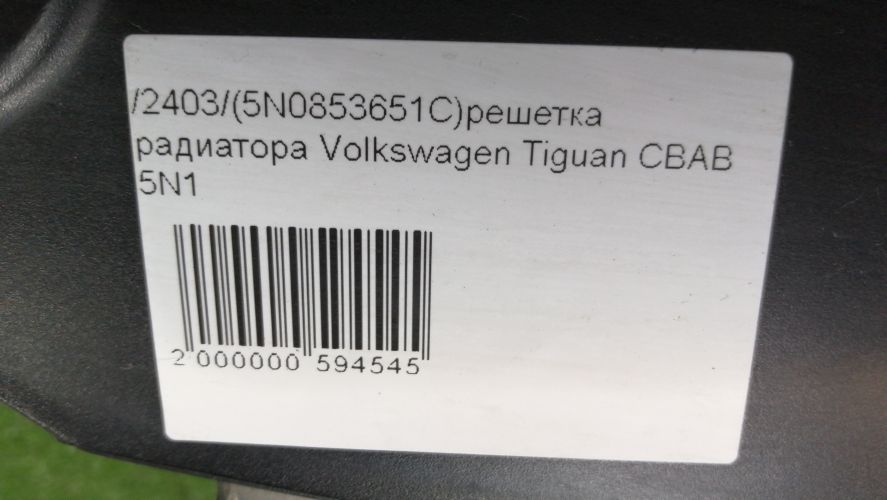 /2403/(5N0853651C)решетка
радиатора Volkswagen Tiguan CBAB
5N1
2 000000 594545